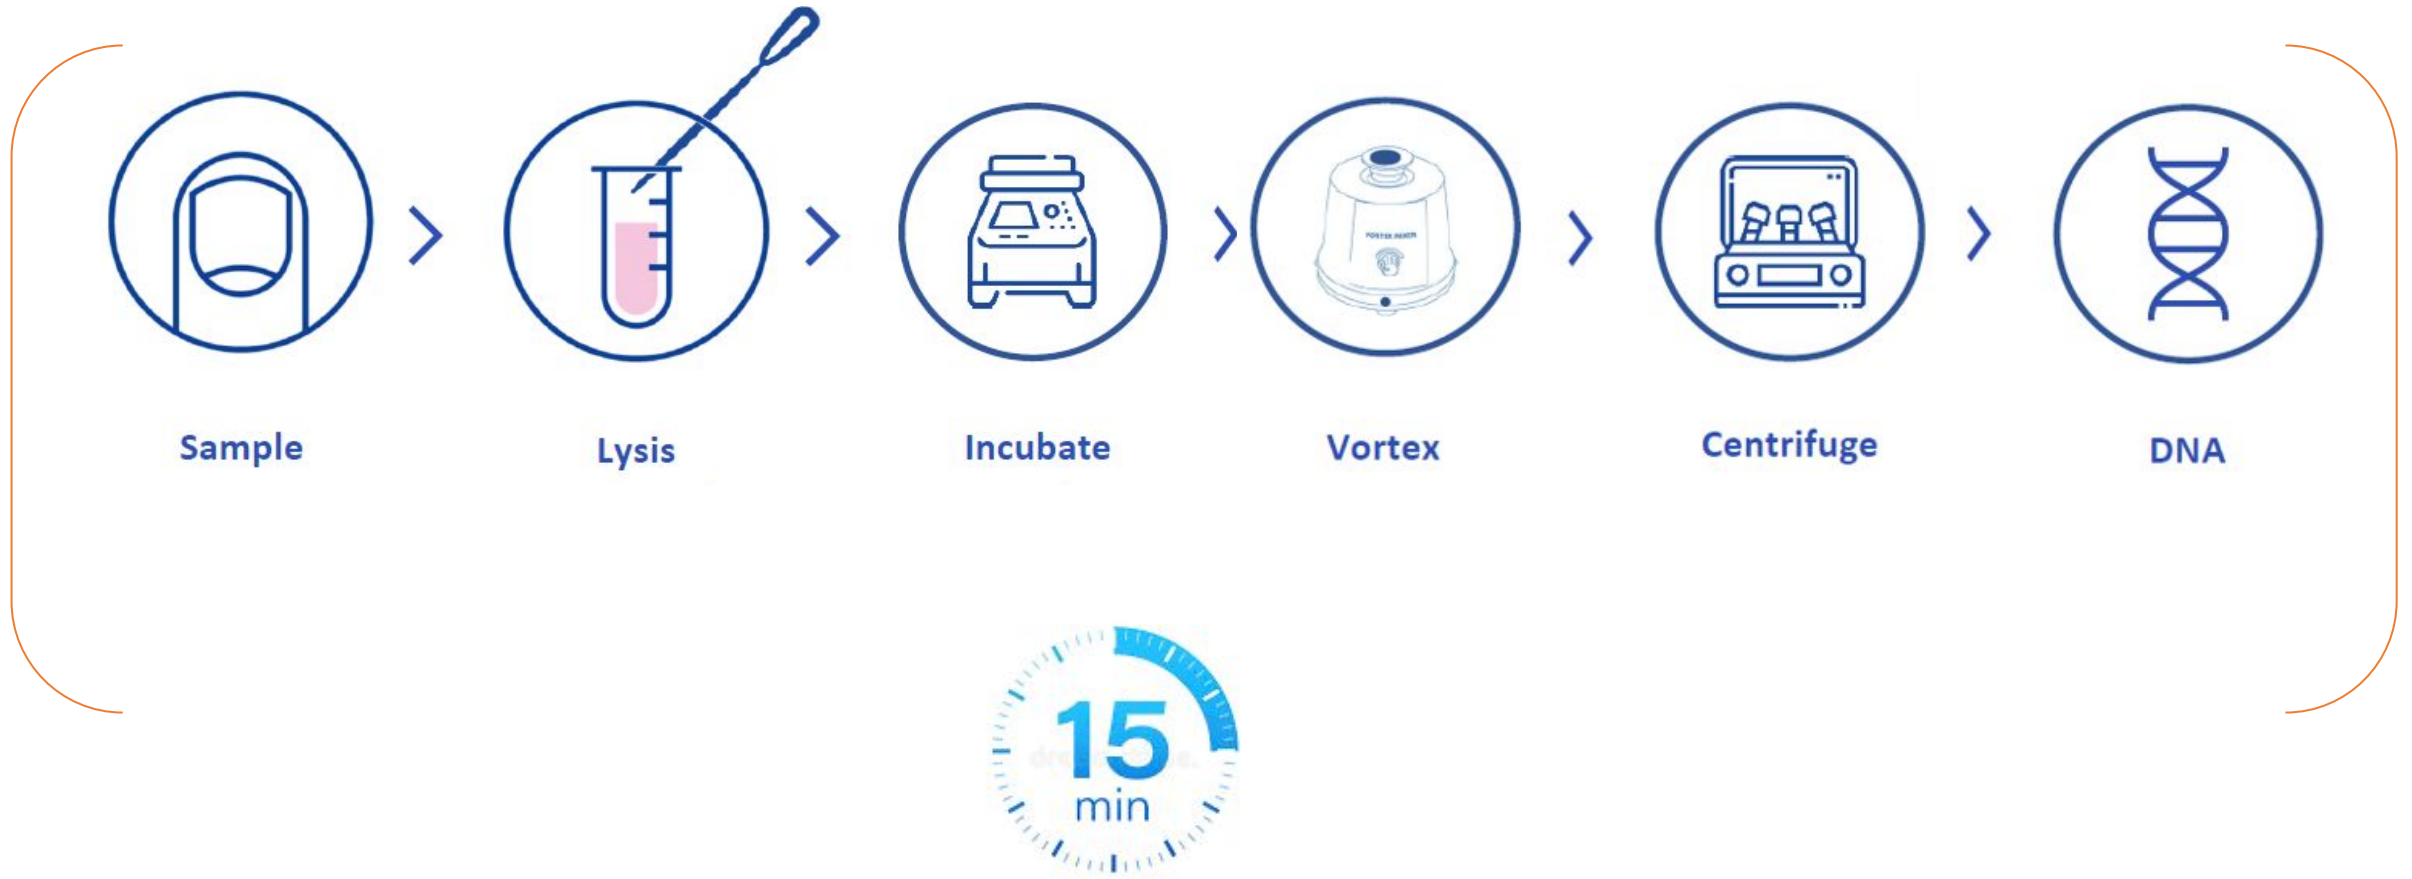 Sample
Lysis
Incubate
Vortex
Centrifuge
DNA
15
min